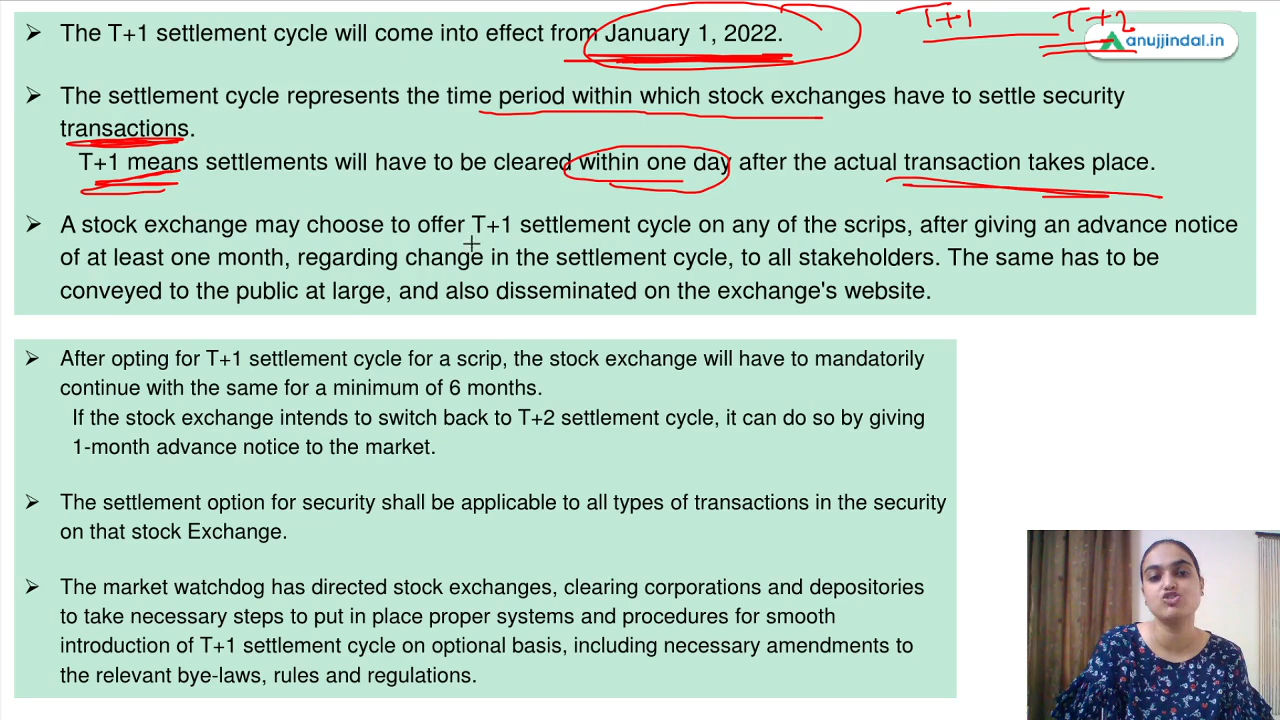 ➢ The T+1 settlement cycle will come into effect from January 1, 2022.
T+1 T+2
anujjindal.in
➢ The settlement cycle represents the time period within which stock exchanges have to settle security
transactions.
T+1 means settlements will have to be cleared within one day after the actual transaction takes place.
➢ A stock exchange may choose to offer T+1 settlement cycle on any of the scrips, after giving an advance notice
of at least one month, regarding change in the settlement cycle, to all stakeholders. The same has to be
conveyed to the public at large, and also disseminated on the exchange's website.
➢ After opting for T+1 settlement cycle for a scrip, the stock exchange will have to mandatorily
continue with the same for a minimum of 6 months.
If the stock exchange intends to switch back to T+2 settlement cycle, it can do so by giving
1-month advance notice to the market.
➢ The settlement option for security shall be applicable to all types of transactions in the security
on that stock Exchange.
➢ The market watchdog has directed stock exchanges, clearing corporations and depositories
to take necessary steps to put in place proper systems and procedures for smooth
introduction of T+1 settlement cycle on optional basis, including necessary amendments to
the relevant bye-laws, rules and regulations.